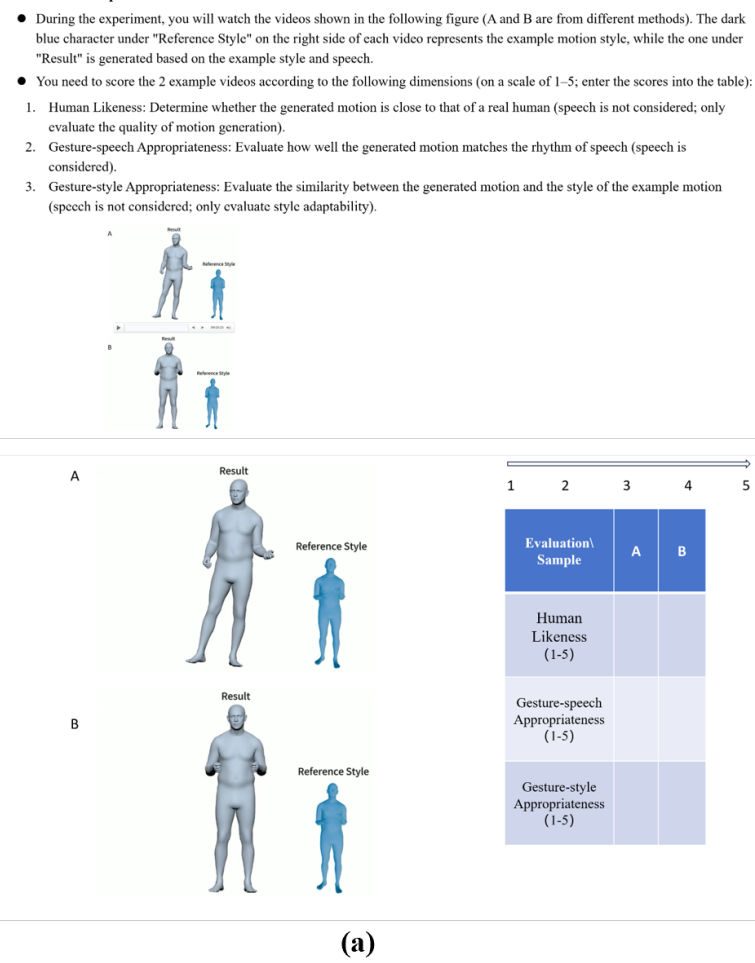 ● During the experiment, you will watch the videos shown in the following figure (A and B are from different methods). The dark
blue character under "Reference Style" on the right side of each video represents the example motion style, while the one under
"Result" is generated based on the example style and speech.
● You need to score the 2 example videos according to the following dimensions (on a scale of 1–5; enter the scores into the table):
1. Human Likeness: Determine whether the generated motion is close to that of a real human (speech is not considered; only
evaluate the quality of motion generation).
2. Gesture-speech Appropriateness: Evaluate how well the generated motion matches the rhythm of speech (speech is
considered).
3. Gesture-style Appropriateness: Evaluate the similarity between the generated motion and the style of the example motion
(speech is not considered; only evaluate style adaptability).
A
Result
Reference Style
B
Result
Reference Style
A
Result
Reference Style
B
Result
Reference Style
1 2 3 4 5
Evaluation\
Sample
A
B
Human
Likeness
(1-5)
Gesture-speech
Appropriateness
(1-5)
Gesture-style
Appropriateness
(1-5)
(a)